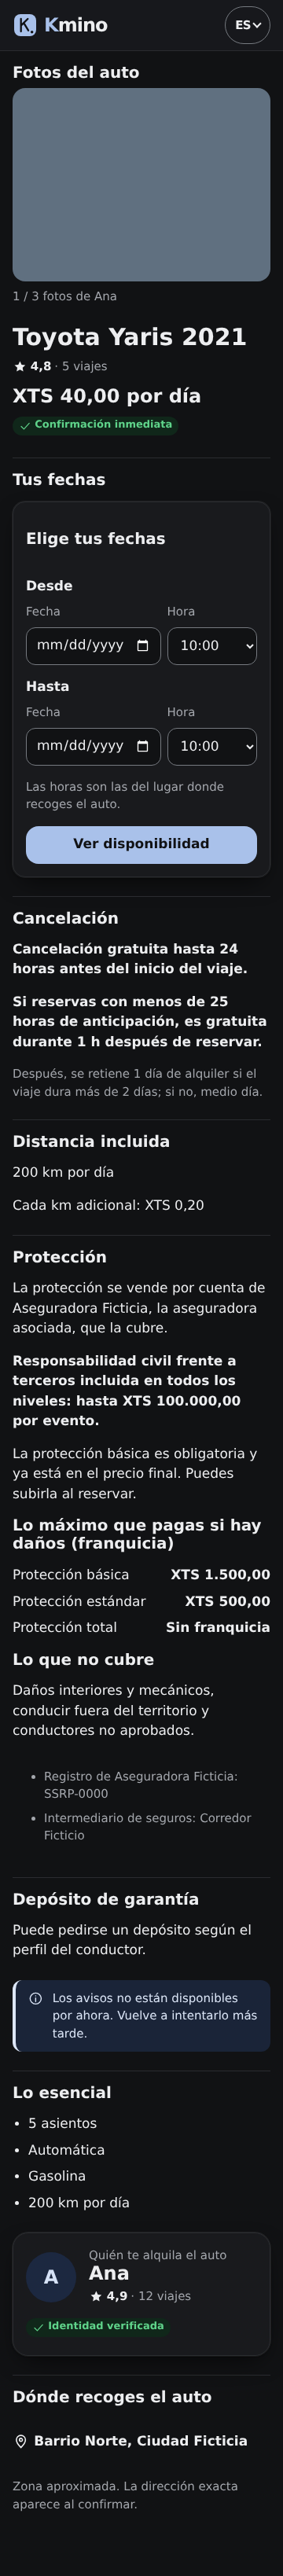 Kmino
ES
Fotos del auto
1 / 3 fotos de Ana
Toyota Yaris 2021
★ 4,8 · 5 viajes
XTS 40,00 por día
Confirmación inmediata
Tus fechas
Elige tus fechas
Desde
Fecha Hora
mm/dd/yyyy 10:00
Hasta
Fecha Hora
mm/dd/yyyy 10:00
Las horas son las del lugar donde
recoges el auto.
Ver disponibilidad
Cancelación
Cancelación gratuita hasta 24
horas antes del inicio del viaje.
Si reservas con menos de 25
horas de anticipación, es gratuita
durante 1 h después de reservar.
Después, se retiene 1 día de alquiler si el
viaje dura más de 2 días; si no, medio día.
Distancia incluida
200 km por día
Cada km adicional: XTS 0,20
Protección
La protección se vende por cuenta de
Aseguradora Ficticia, la aseguradora
asociada, que la cubre.
Responsabilidad civil frente a
terceros incluida en todos los
niveles: hasta XTS 100.000,00
por evento.
La protección básica es obligatoria y
ya está en el precio final. Puedes
subirla al reservar.
Lo máximo que pagas si hay
daños (franquicia)
Protección básica XTS 1.500,00
Protección estándar XTS 500,00
Protección total Sin franquicia
Lo que no cubre
Daños interiores y mecánicos,
conducir fuera del territorio y
conductores no aprobados.
• Registro de Aseguradora Ficticia:
SSRP-0000
• Intermediario de seguros: Corredor
Ficticio
Depósito de garantía
Puede pedirse un depósito según el
perfil del conductor.
Los avisos no están disponibles
por ahora. Vuelve a intentarlo más
tarde.
Lo esencial
• 5 asientos
• Automática
• Gasolina
• 200 km por día
A
Quién te alquila el auto
Ana
★ 4,9 · 12 viajes
Identidad verificada
Dónde recoges el auto
Barrio Norte, Ciudad Ficticia
Zona aproximada. La dirección exacta
aparece al confirmar.